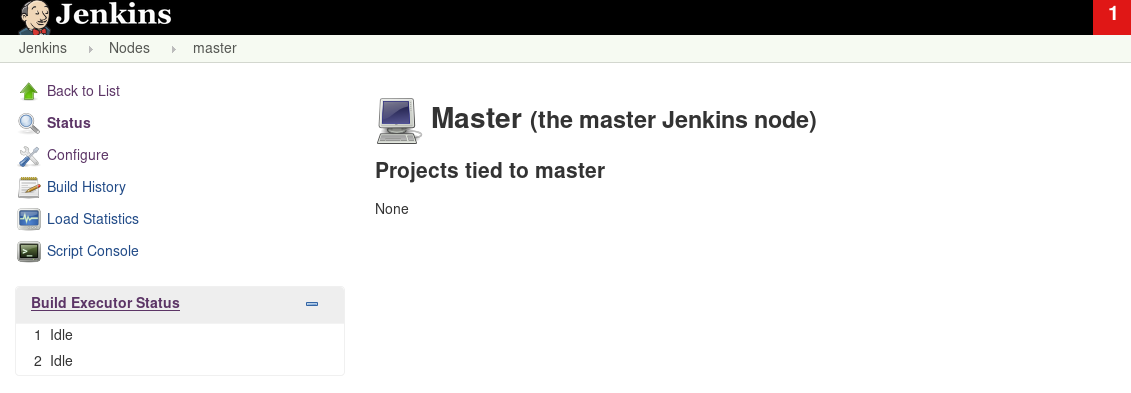 Jenkins
1
Jenkins Nodes master
Back to List
Status
Configure
Build History
Load Statistics
Script Console
Build Executor Status
1 Idle
2 Idle
Master (the master Jenkins node)
Projects tied to master
None